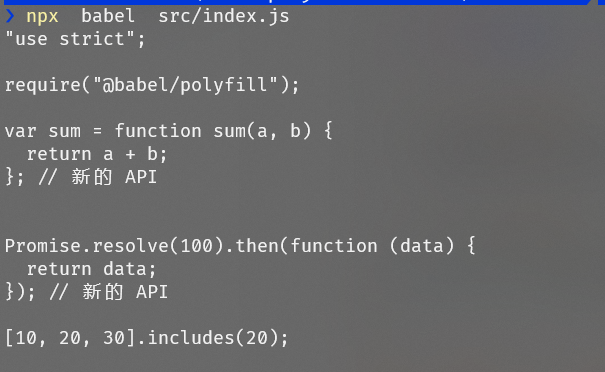 ❯ npx  babel  src/index.js
"use strict";

require("@babel/polyfill");

var sum = function sum(a, b) {
  return a + b;
}; // 新的 API


Promise.resolve(100).then(function (data) {
  return data;
}); // 新的 API

[10, 20, 30].includes(20);